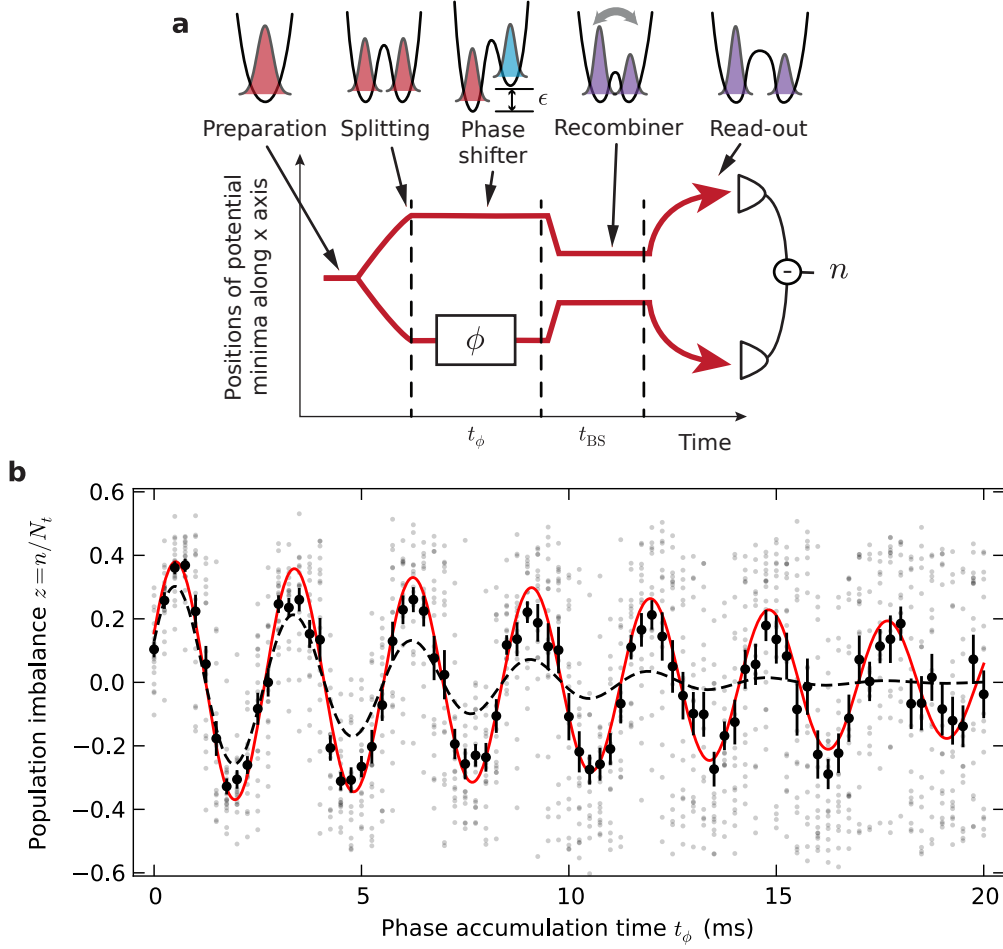 a
ϵ
Preparation
Splitting
Phase
shifter
Recombiner
Read-out
Positions of potential
minima along x axis
ϕ
-
n
t_ϕ
t_BS
Time
b
Population imbalance z=n/N_t
0.6
0.4
0.2
0.0
−0.2
−0.4
−0.6
0
5
10
15
20
Phase accumulation time t_ϕ (ms)